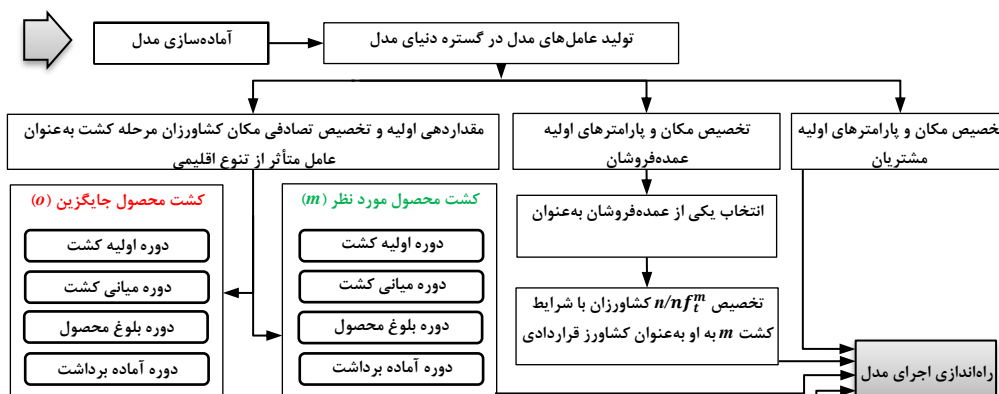 آماده‌سازی مدل
تولید عامل‌های مدل در گستره دنیای مدل
مقداردهی اولیه و تخصیص تصادفی مکان کشاورزان مرحله کشت به‌عنوان
عامل متأثر از تنوع اقلیمی
تخصیص مکان و پارامترهای اولیه
عمده‌فروشان
خصیص مکان و پارامترهای اولیه
مشتریان
کشت محصول جایگزین (o)
دوره اولیه کشت
دوره میانی کشت
دوره بلوغ محصول
دوره آماده برداشت
کشت محصول مورد نظر (m)
دوره اولیه کشت
دوره میانی کشت
دوره بلوغ محصول
دوره آماده برداشت
انتخاب یکی از عمده‌فروشان به‌عنوان
تخصیص n/nf_t^m کشاورزان با شرایط
کشت m به او به‌عنوان کشاورز قراردادی
راه‌اندازی اجرای مدل